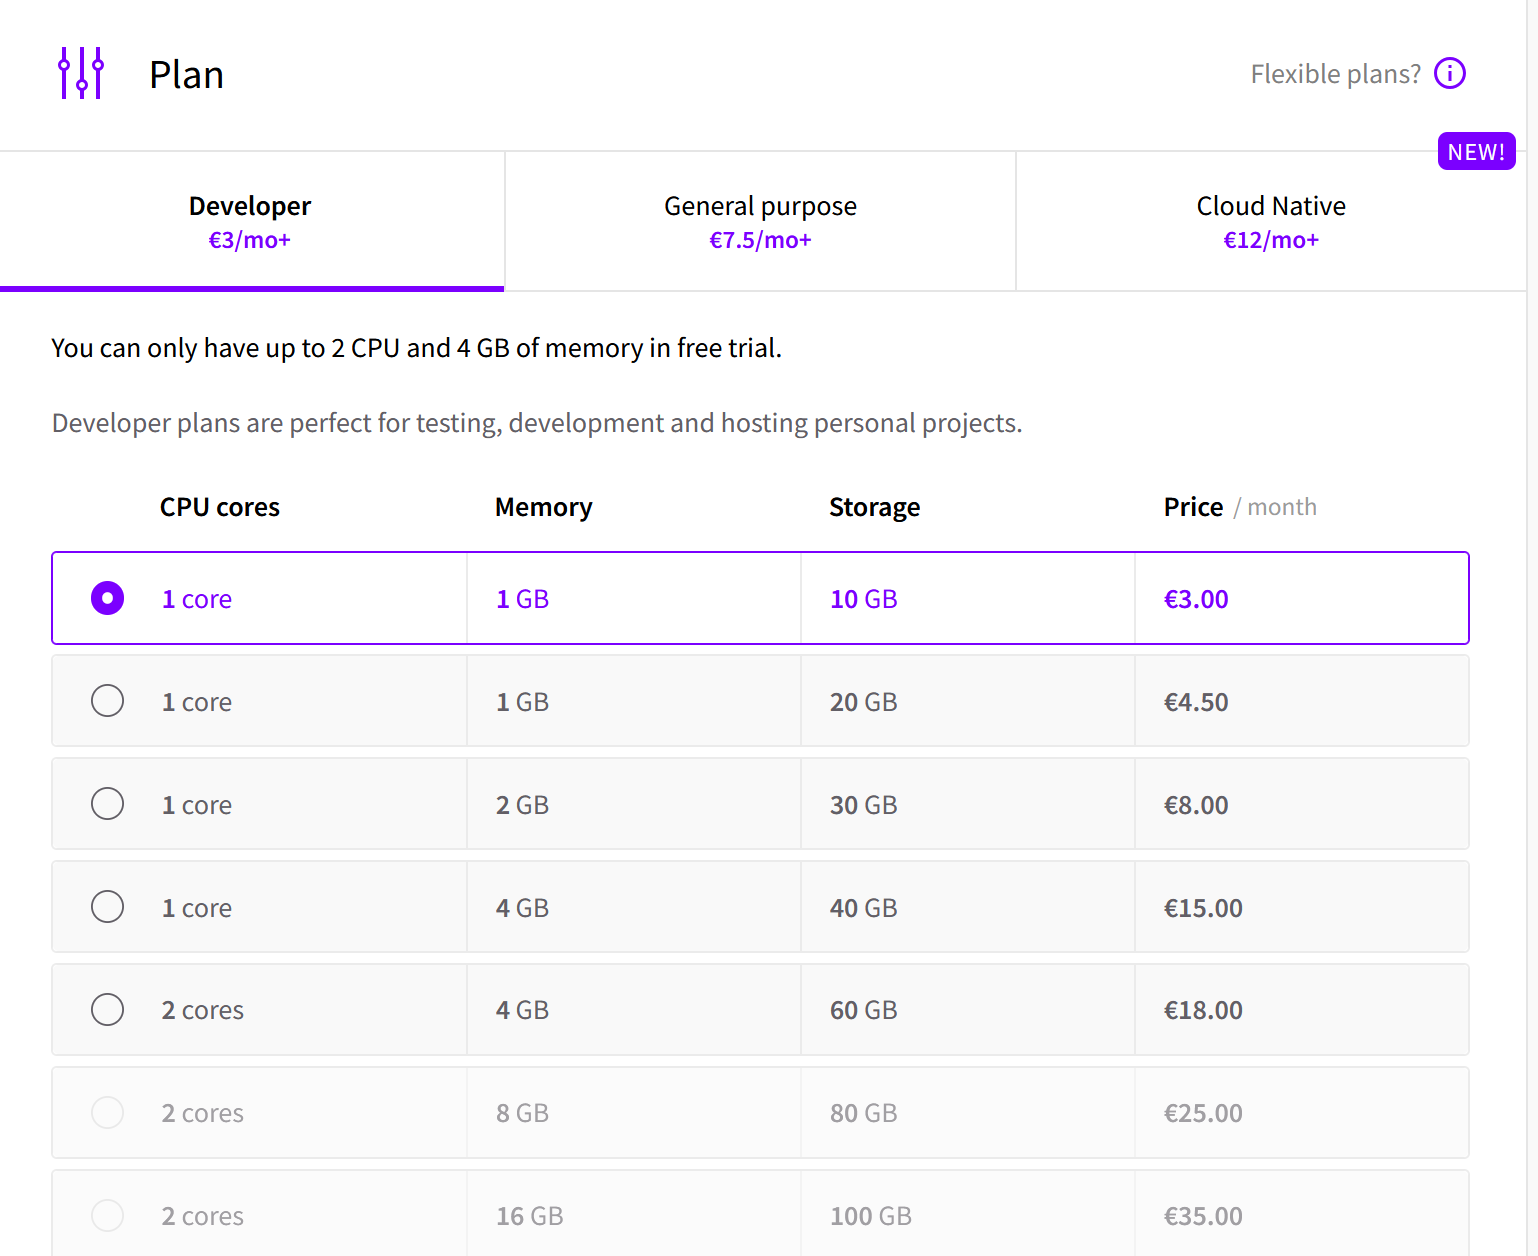 Plan
Flexible plans?
NEW!
Developer
€3/mo+
General purpose
€7.5/mo+
Cloud Native
€12/mo+
You can only have up to 2 CPU and 4 GB of memory in free trial.
Developer plans are perfect for testing, development and hosting personal projects.
CPU cores Memory Storage Price / month
1 core 1 GB 10 GB €3.00
1 core 1 GB 20 GB €4.50
1 core 2 GB 30 GB €8.00
1 core 4 GB 40 GB €15.00
2 cores 4 GB 60 GB €18.00
2 cores 8 GB 80 GB €25.00
2 cores 16 GB 100 GB €35.00